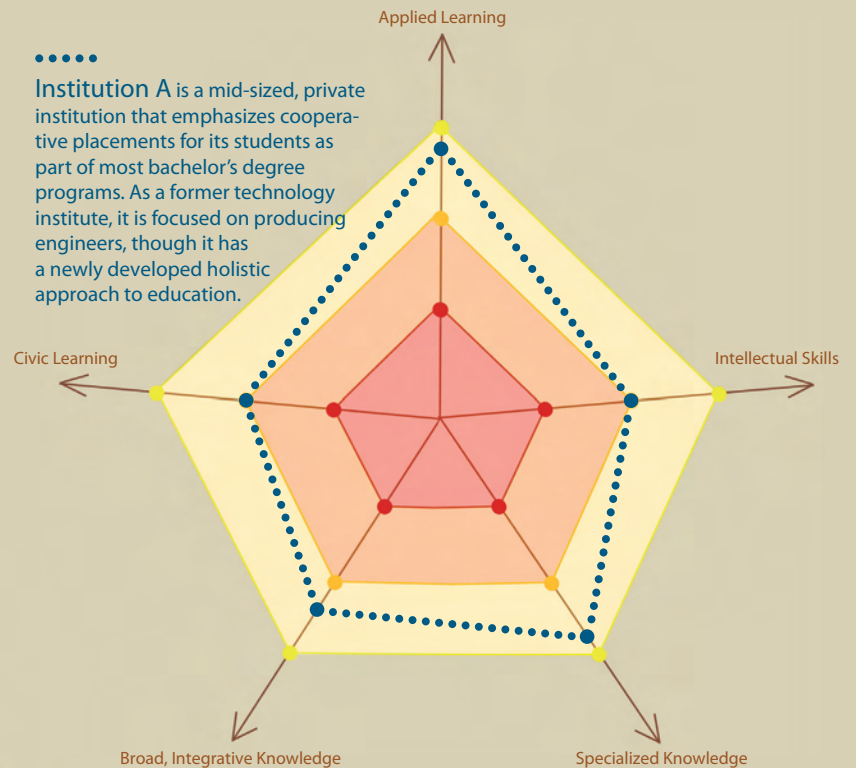 Applied Learning
Institution A is a mid-sized, private
institution that emphasizes coopera-
tive placements for its students as
part of most bachelor’s degree
programs. As a former technology
institute, it is focused on producing
engineers, though it has
a newly developed holistic
approach to education.
Civic Learning
Intellectual Skills
Broad, Integrative Knowledge
Specialized Knowledge